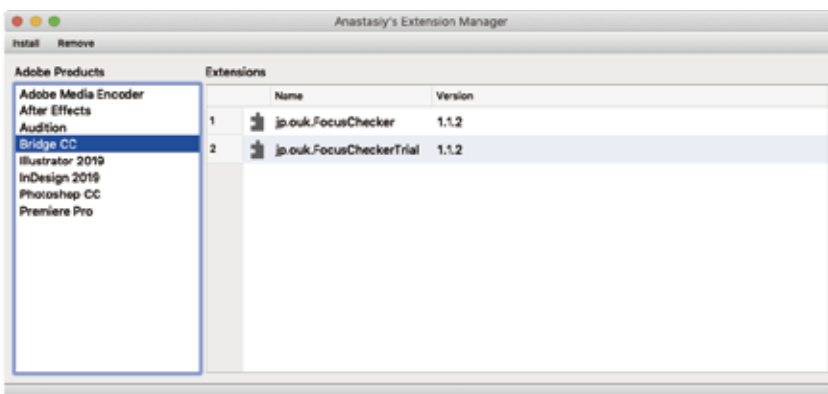 Anastasiy's Extension Manager
Install Remove
Adobe Products
Adobe Media Encoder
After Effects
Audition
Bridge CC
Illustrator 2019
InDesign 2019
Photoshop CC
Premiere Pro
Extensions
Name Version
1 jp.ouk.FocusChecker 1.1.2
2 jp.ouk.FocusCheckerTrial 1.1.2